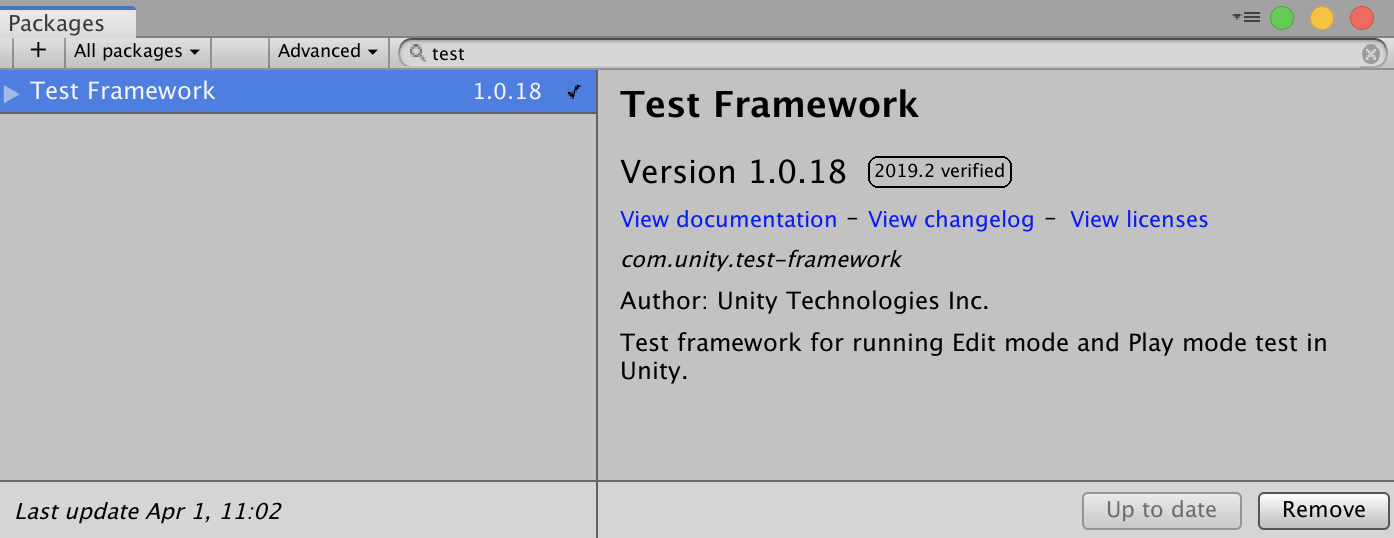 Packages
+ All packages Advanced test
Test Framework 1.0.18 ✓
Test Framework
Version 1.0.18 2019.2 verified
View documentation - View changelog - View licenses
com.unity.test-framework
Author: Unity Technologies Inc.
Test framework for running Edit mode and Play mode test in
Unity.
Last update Apr 1, 11:02
Up to date Remove